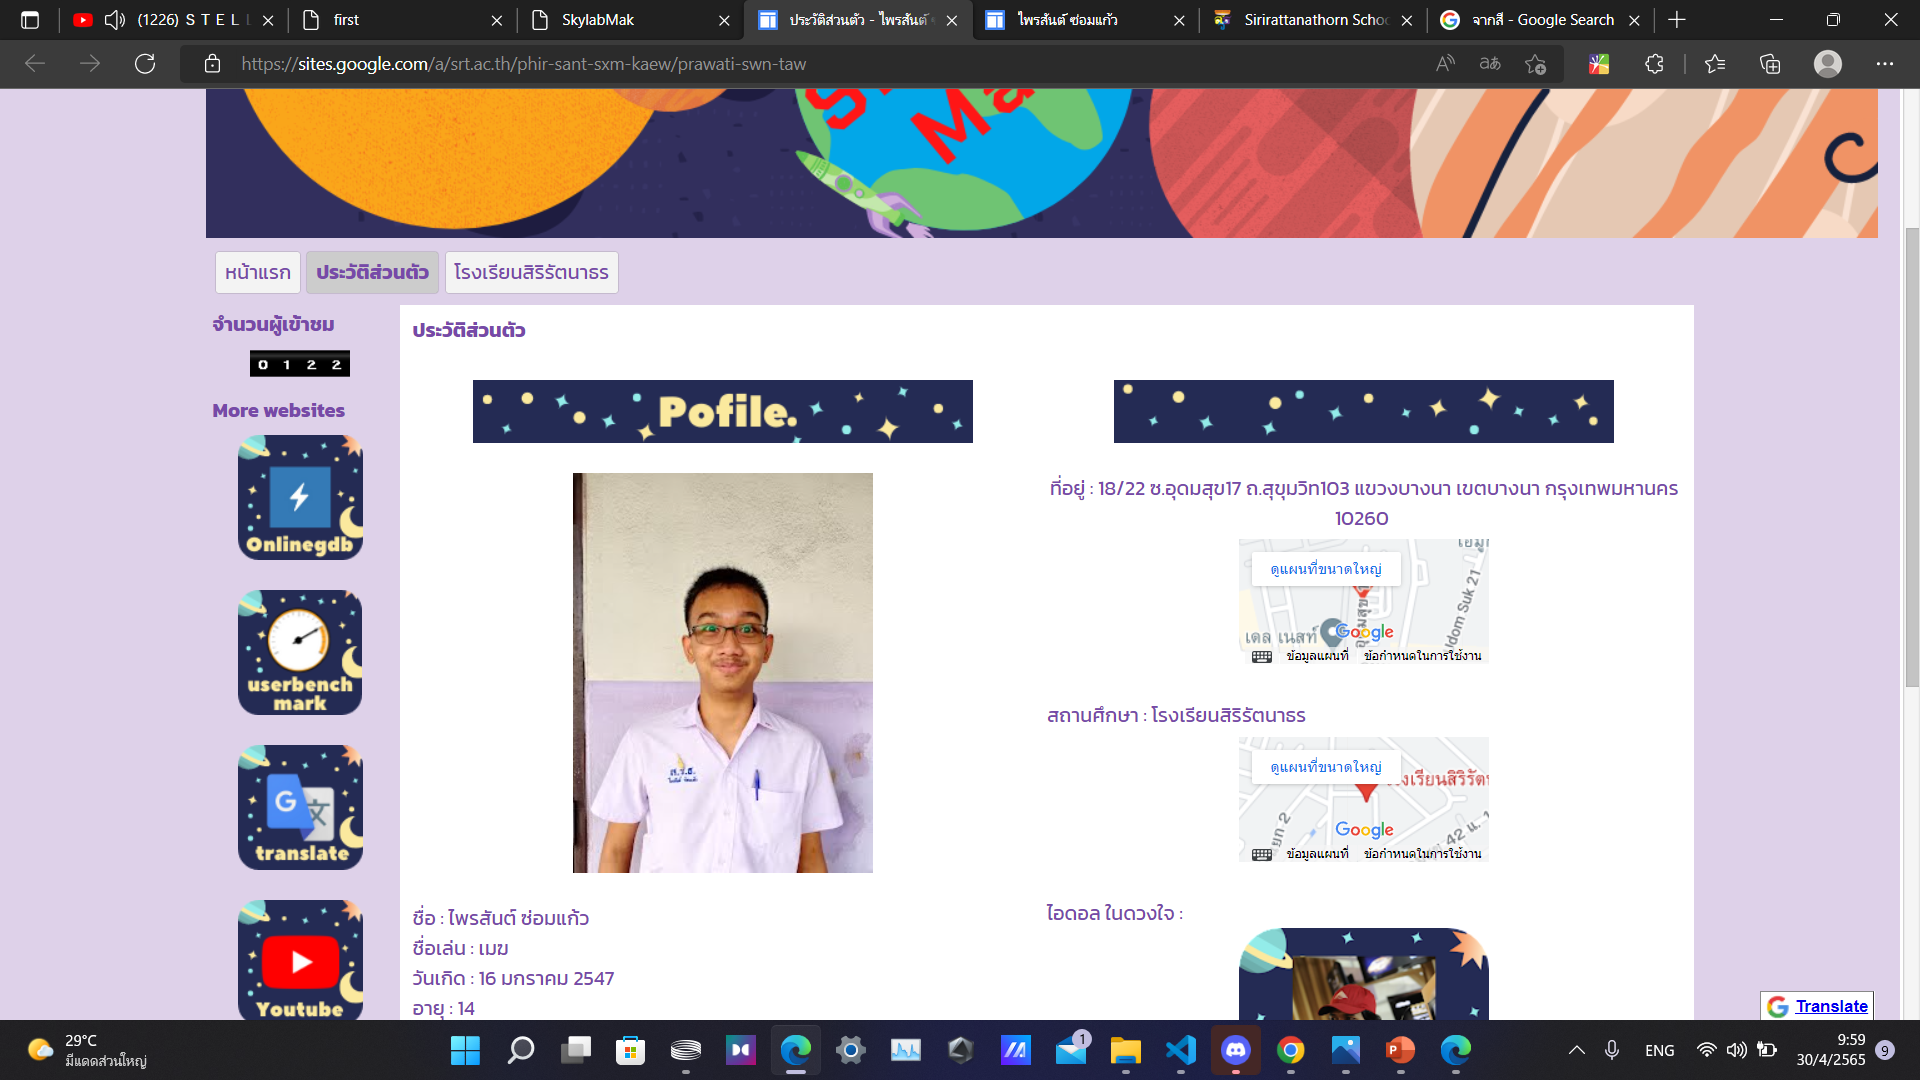 (1226) S T E L L
first
SkylabMak
ประวัติส่วนตัว - ไพรสันต์ ซ
ไพรสันต์ ซ่อมแก้ว
Sirirattanathorn Schoo
จากสี - Google Search
https://sites.google.com/a/srt.ac.th/phir-sant-sxm-kaew/prawati-swn-taw
หน้าแรก
ประวัติส่วนตัว
โรงเรียนสิริรัตนาธร
จำนวนผู้เข้าชม
0 1 2 2
More websites
Onlinegdb
userbench
mark
translate
Youtube
ประวัติส่วนตัว
Pofile.
ชื่อ : ไพรสันต์ ซ่อมแก้ว
ชื่อเล่น : เมฆ
วันเกิด : 16 มกราคม 2547
อายุ : 14
ที่อยู่ : 18/22 ซ.อุดมสุข17 ถ.สุขุมวิท103 แขวงบางนา เขตบางนา กรุงเทพมหานคร
10260
ดูแผนที่ขนาดใหญ่
เดล เนสท์
Udom Suk 21
Google
ข้อมูลแผนที่ ข้อกำหนดในการใช้งาน
สถานศึกษา : โรงเรียนสิริรัตนาธร
ดูแผนที่ขนาดใหญ่
Google
ข้อมูลแผนที่ ข้อกำหนดในการใช้งาน
ไอดอล ในดวงใจ :
Translate
29°C
มีแดดส่วนใหญ่
1
ENG
9:59
30/4/2565
9